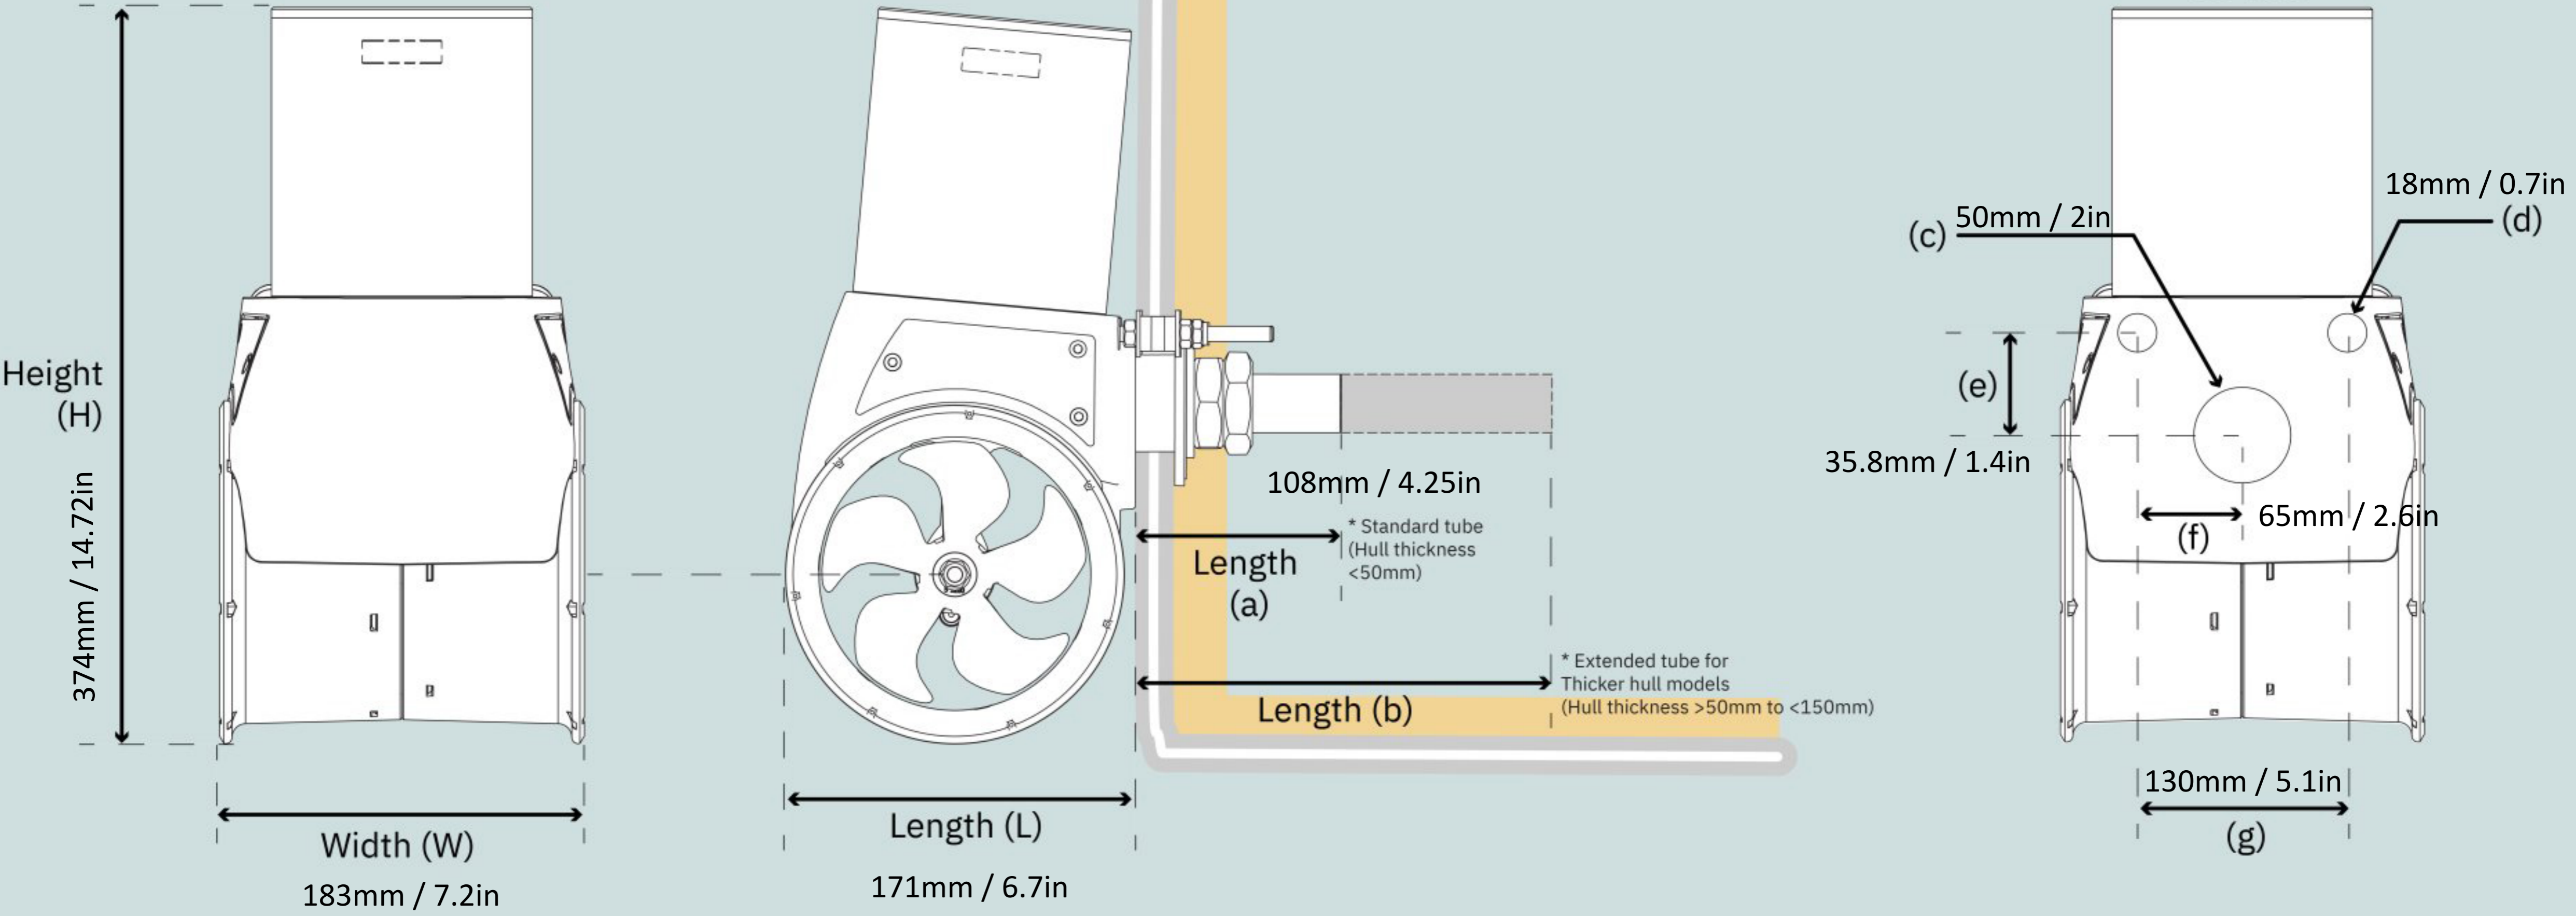 Height
(H)
374mm / 14.72in
Width (W)
183mm / 7.2in
108mm / 4.25in
* Standard tube
(Hull thickness
<50mm)
Length
(a)
* Extended tube for
Thicker hull models
(Hull thickness >50mm to <150mm)
Length (b)
Length (L)
171mm / 6.7in
18mm / 0.7in
(d)
50mm / 2in
(c)
(e)
35.8mm / 1.4in
65mm / 2.6in
(f)
130mm / 5.1in
(g)